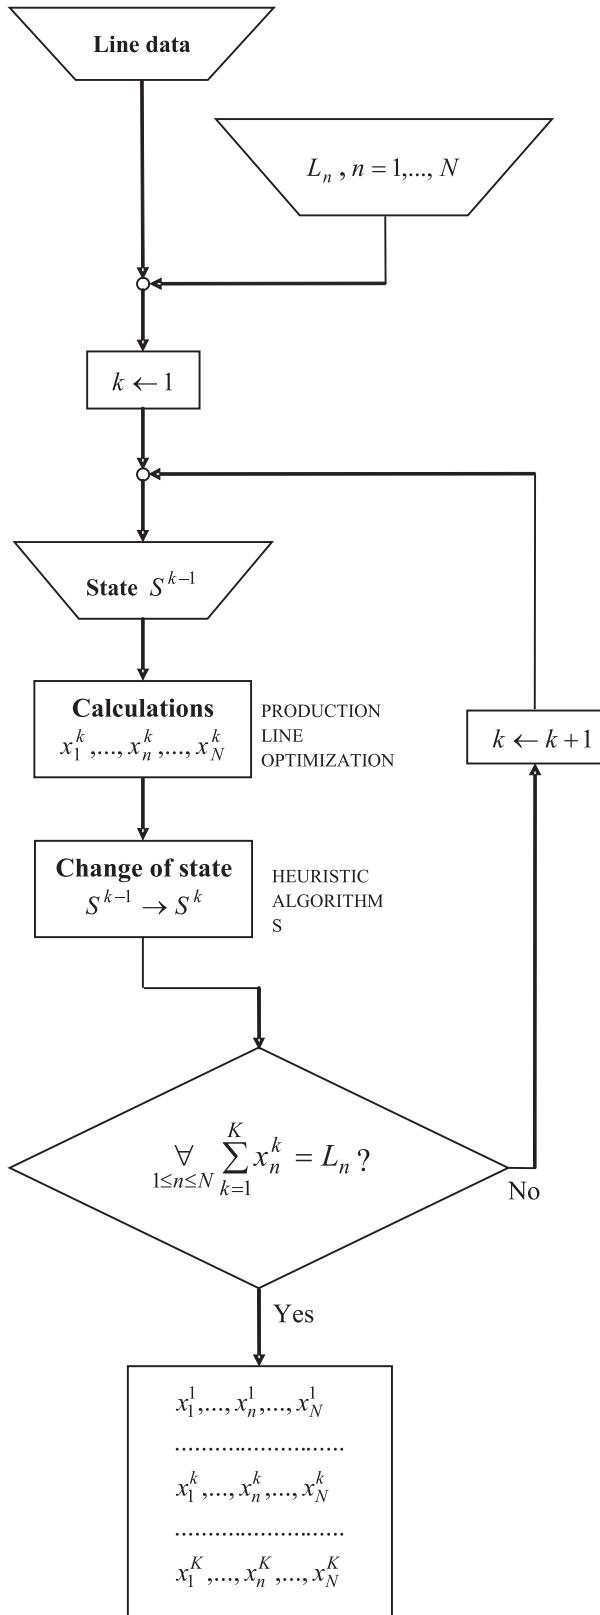 Line data
L_n , n = 1,..., N
k ← 1
State S^{k−1}
Calculations
x_1^k ,..., x_n^k ,..., x_N^k
PRODUCTION
LINE
OPTIMIZATION
k ← k + 1
Change of state
S^{k−1} → S^k
HEURISTIC
ALGORITHM
S
∀_{1≤n≤N} ∑_{k=1}^{K} x_n^k = L_n ?
No
Yes
x_1^1 ,..., x_n^1 ,..., x_N^1
..............................
x_1^k ,..., x_n^k ,..., x_N^k
..............................
x_1^K ,..., x_n^K ,..., x_N^K